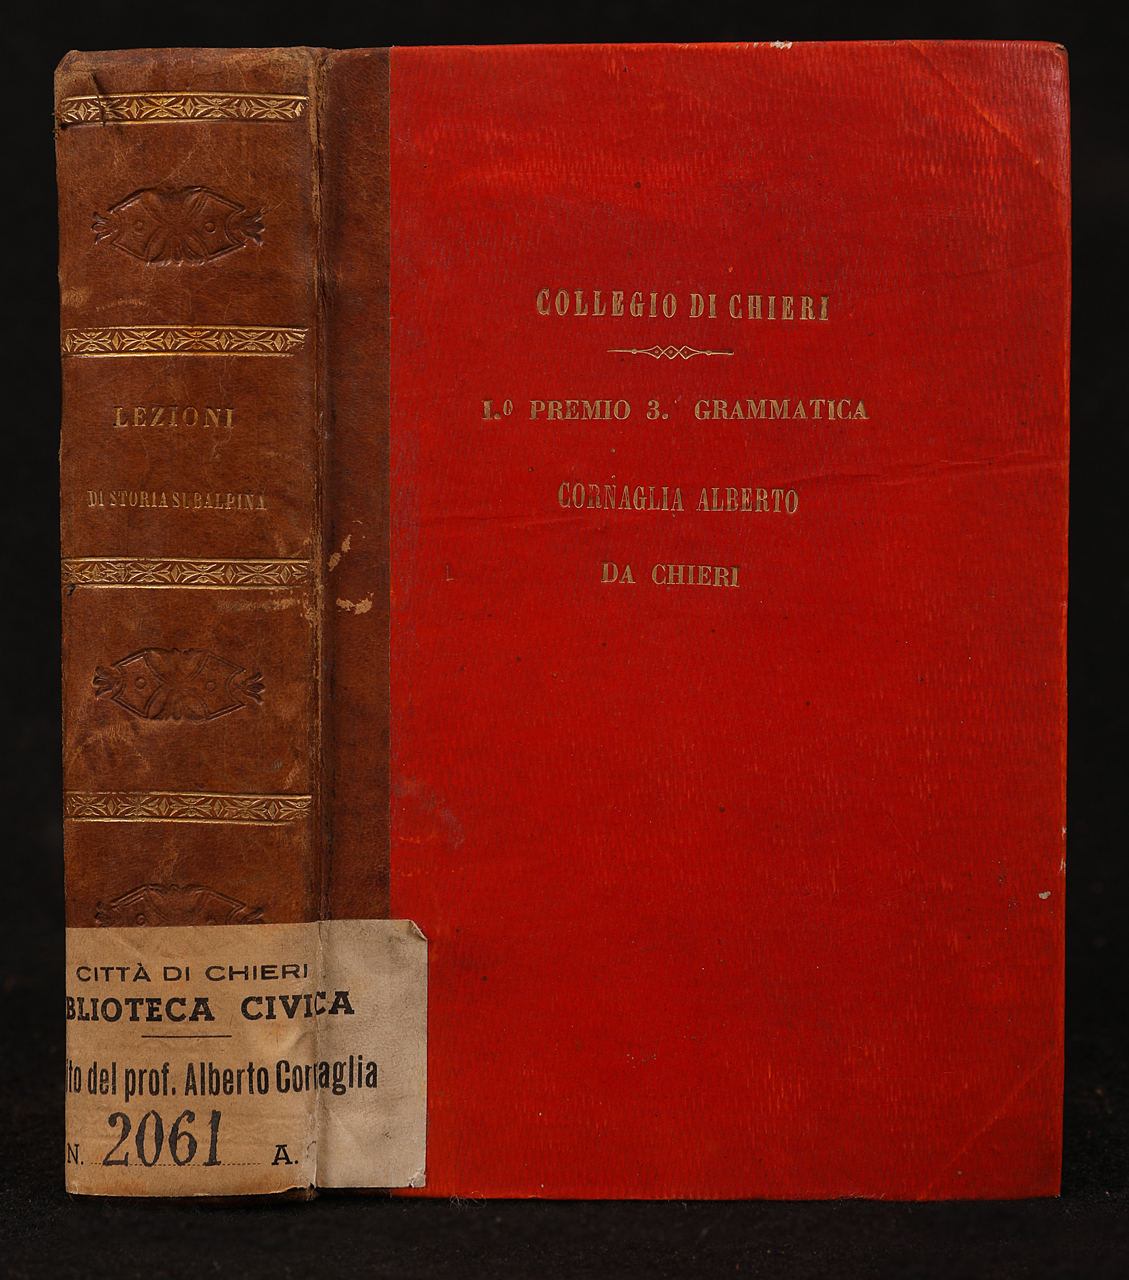 LEZIONI
DI STORIA SUBALPINA
CITTÀ DI CHIERI
BLIOTECA CIVICA
ito del prof. Alberto Cornaglia
N. 2061 A.
COLLEGIO DI CHIERI
I.º PREMIO 3.ª GRAMMATICA
CORNAGLIA ALBERTO
DA CHIERI